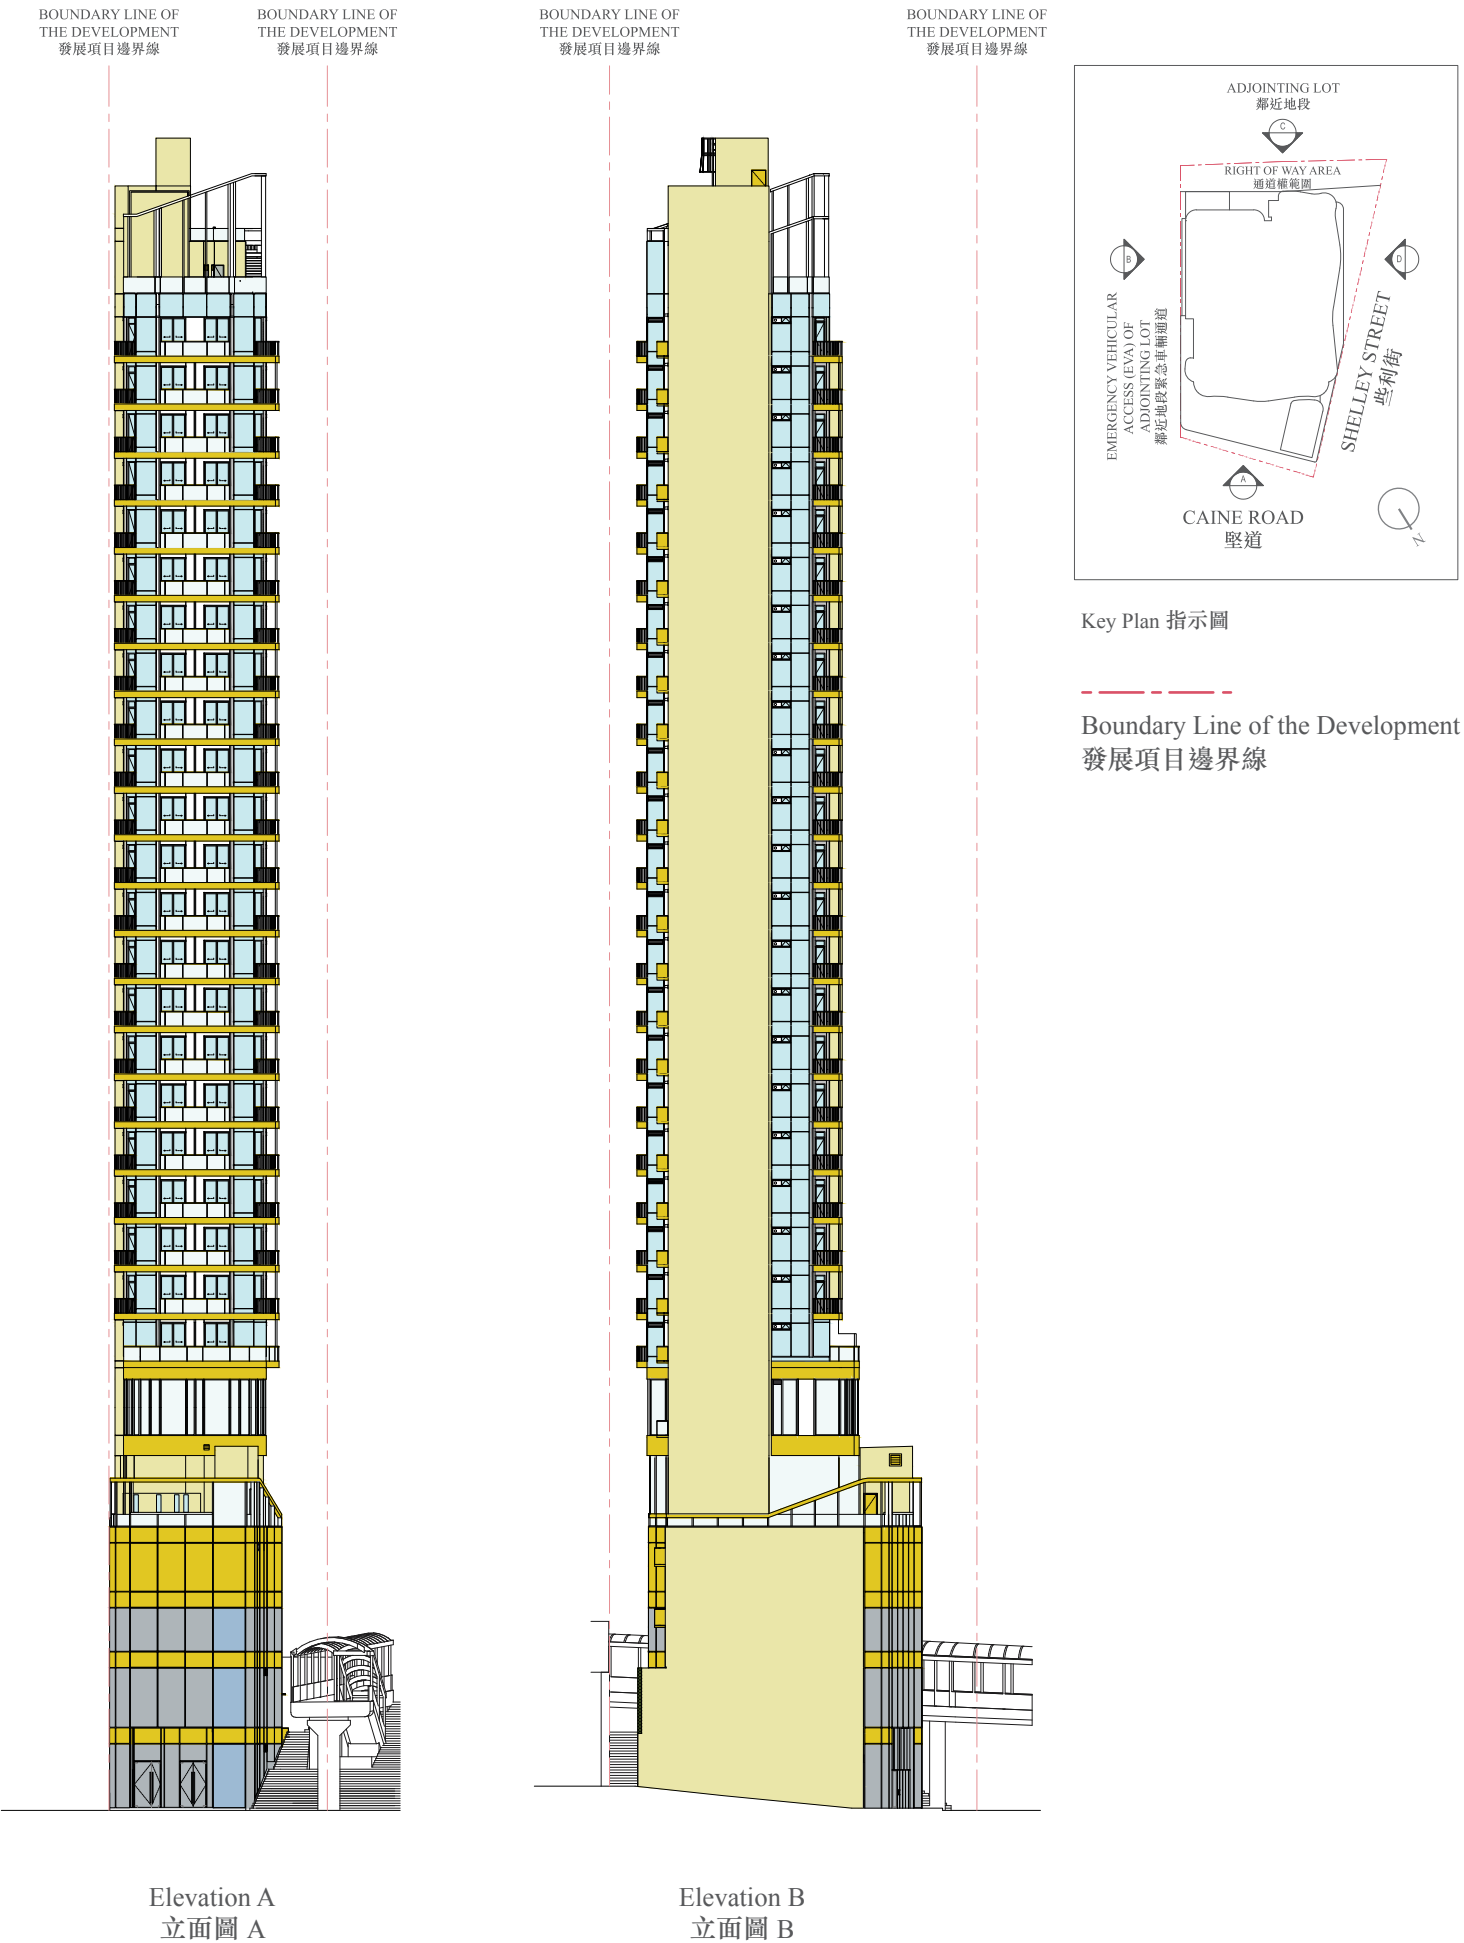 BOUNDARY LINE OF
THE DEVELOPMENT
發展項目邊界線
BOUNDARY LINE OF
THE DEVELOPMENT
發展項目邊界線
BOUNDARY LINE OF
THE DEVELOPMENT
發展項目邊界線
BOUNDARY LINE OF
THE DEVELOPMENT
發展項目邊界線
ADJOINTING LOT
鄰近地段
C
RIGHT OF WAY AREA
通道權範圍
B
D
EMERGENCY VEHICULAR
ACCESS (EVA) OF
ADJOINTING LOT
鄰近地段緊急車輛通道
SHELLEY STREET
些利街
A
CAINE ROAD
堅道
N
Key Plan 指示圖
Boundary Line of the Development
發展項目邊界線
Elevation A
立面圖 A
Elevation B
立面圖 B